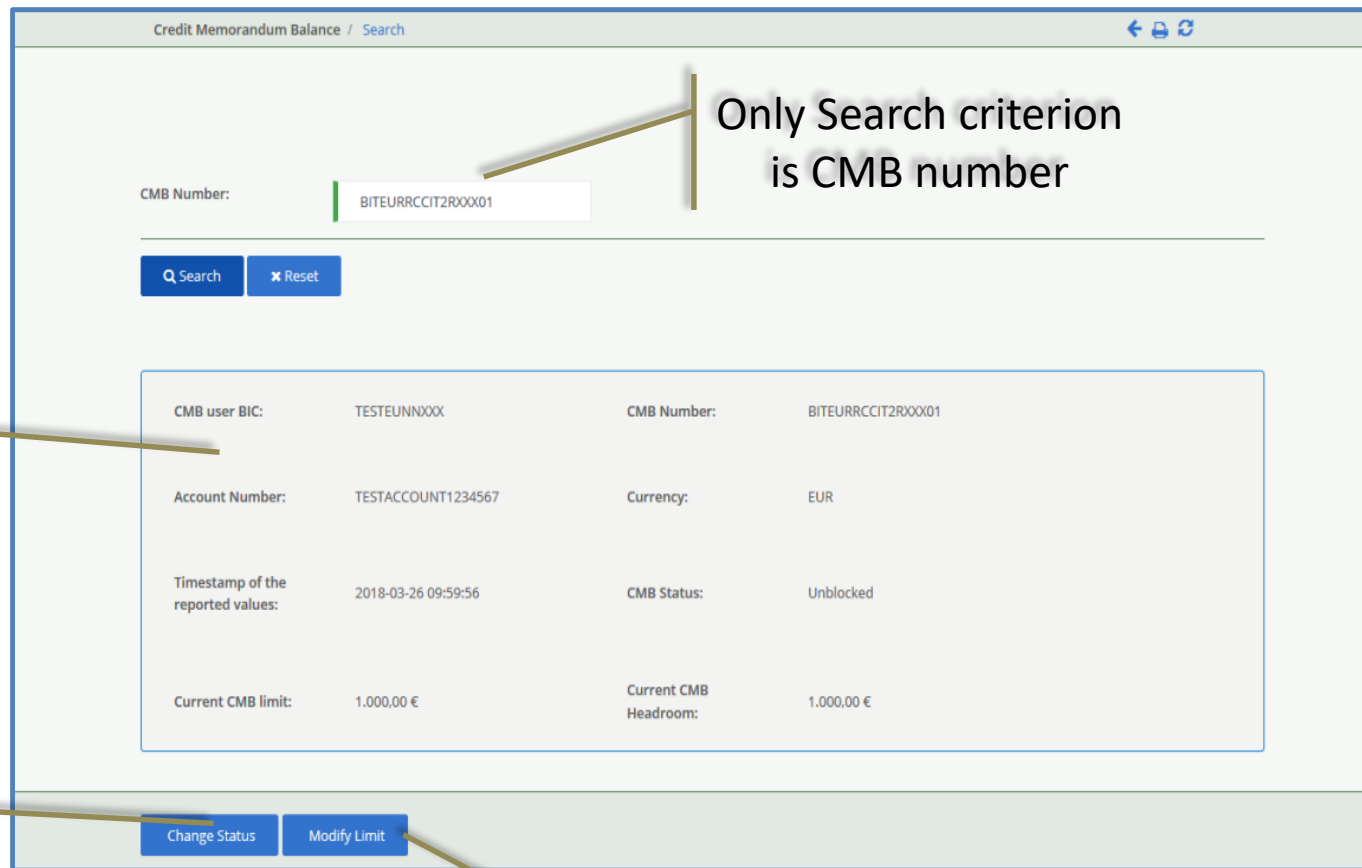 Credit Memorandum Balance / Search
Only Search criterion
is CMB number
CMB Number: BITEURRCCIT2RXXX01
Search Reset
CMB user BIC: TESTEUNNXXX CMB Number: BITEURRCCIT2RXXX01
Account Number: TESTACCOUNT1234567 Currency: EUR
Timestamp of the
reported values: 2018-03-26 09:59:56 CMB Status: Unblocked
Current CMB limit: 1.000,00 € Current CMB
Headroom: 1.000,00 €
Change Status Modify Limit